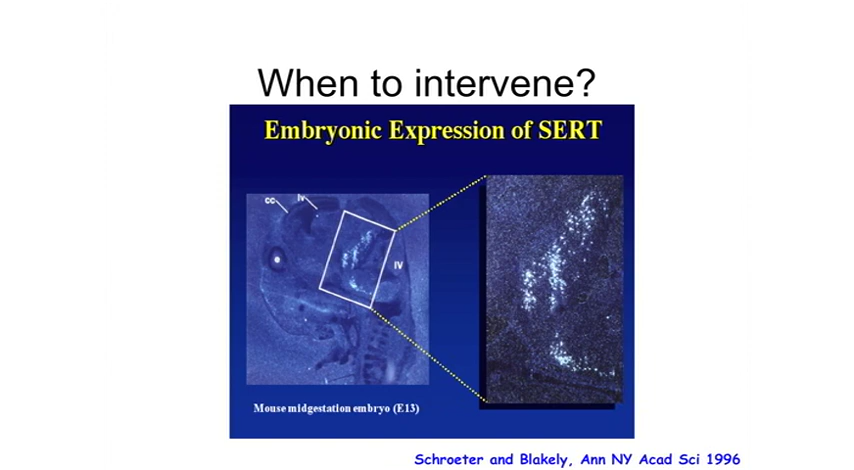 When to intervene?
Embryonic Expression of SERT
cc
lv
IV
Mouse midgestation embryo (E13)
Schroeter and Blakely, Ann NY Acad Sci 1996